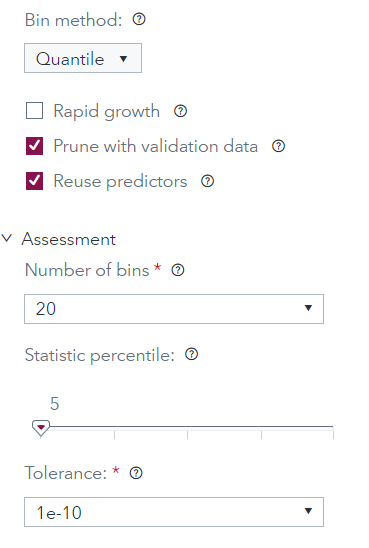 Bin method:
Quantile
Rapid growth
Prune with validation data
Reuse predictors
Assessment
Number of bins *
20
Statistic percentile:
5
Tolerance: *
1e-10